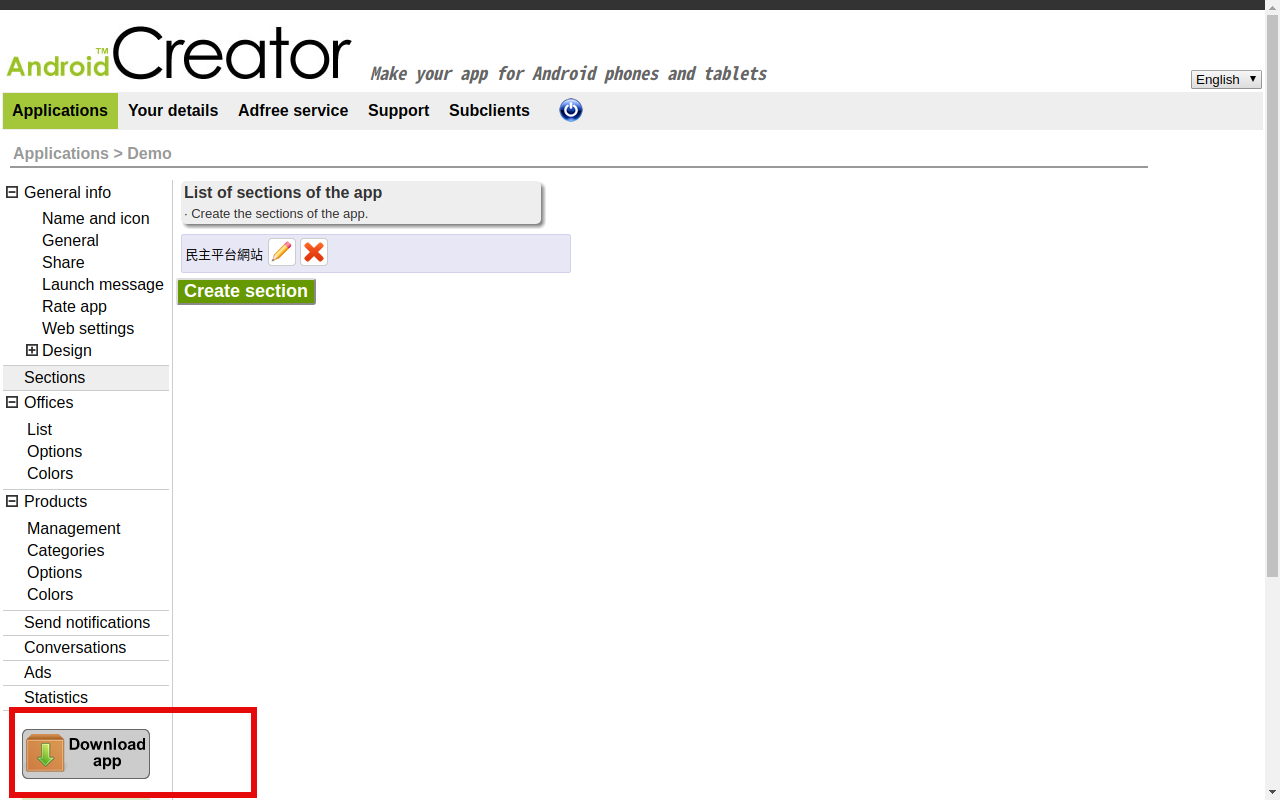 Android™Creator
Make your app for Android phones and tablets
English
Applications Your details Adfree service Support Subclients
Applications > Demo
General info
Name and icon
General
Share
Launch message
Rate app
Web settings
Design
Sections
Offices
List
Options
Colors
Products
Management
Categories
Options
Colors
Send notifications
Conversations
Ads
Statistics
Download
app
List of sections of the app
· Create the sections of the app.
民主平台網站
Create section